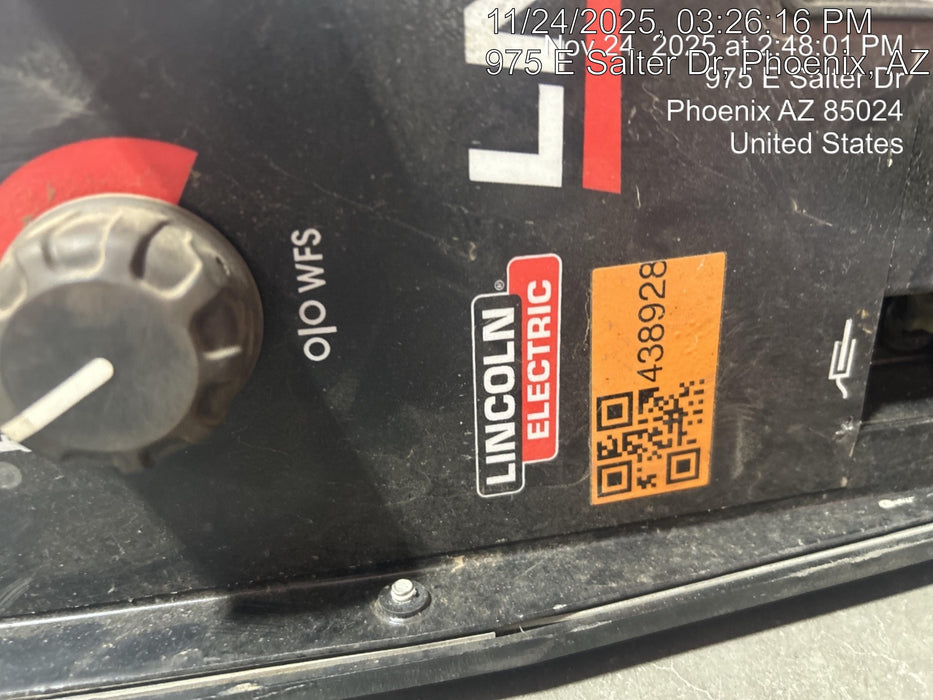 11/24/2025, 03:26:16 PM
Nov 24, 2025 at 2:48:01 PM
975 E Salter Dr, Phoenix, AZ
975 E Salter Dr
Phoenix AZ 85024
United States
WFS
LINCOLN®
ELECTRIC
438928